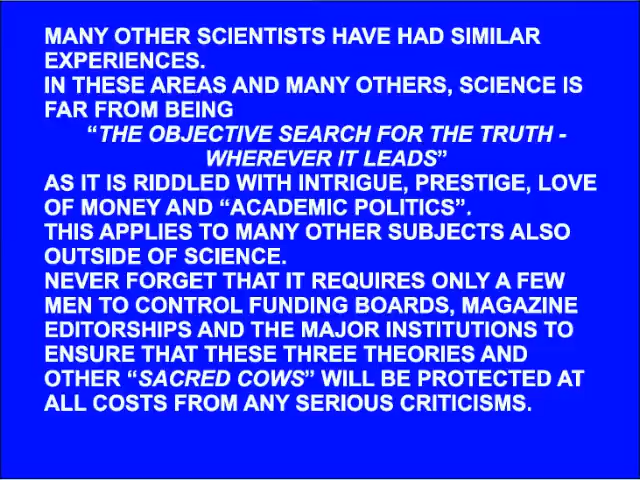 MANY OTHER SCIENTISTS HAVE HAD SIMILAR
EXPERIENCES.
IN THESE AREAS AND MANY OTHERS, SCIENCE IS
FAR FROM BEING
“THE OBJECTIVE SEARCH FOR THE TRUTH -
WHEREVER IT LEADS”
AS IT IS RIDDLED WITH INTRIGUE, PRESTIGE, LOVE
OF MONEY AND “ACADEMIC POLITICS”.
THIS APPLIES TO MANY OTHER SUBJECTS ALSO
OUTSIDE OF SCIENCE.
NEVER FORGET THAT IT REQUIRES ONLY A FEW
MEN TO CONTROL FUNDING BOARDS, MAGAZINE
EDITORSHIPS AND THE MAJOR INSTITUTIONS TO
ENSURE THAT THESE THREE THEORIES AND
OTHER “SACRED COWS” WILL BE PROTECTED AT
ALL COSTS FROM ANY SERIOUS CRITICISMS.